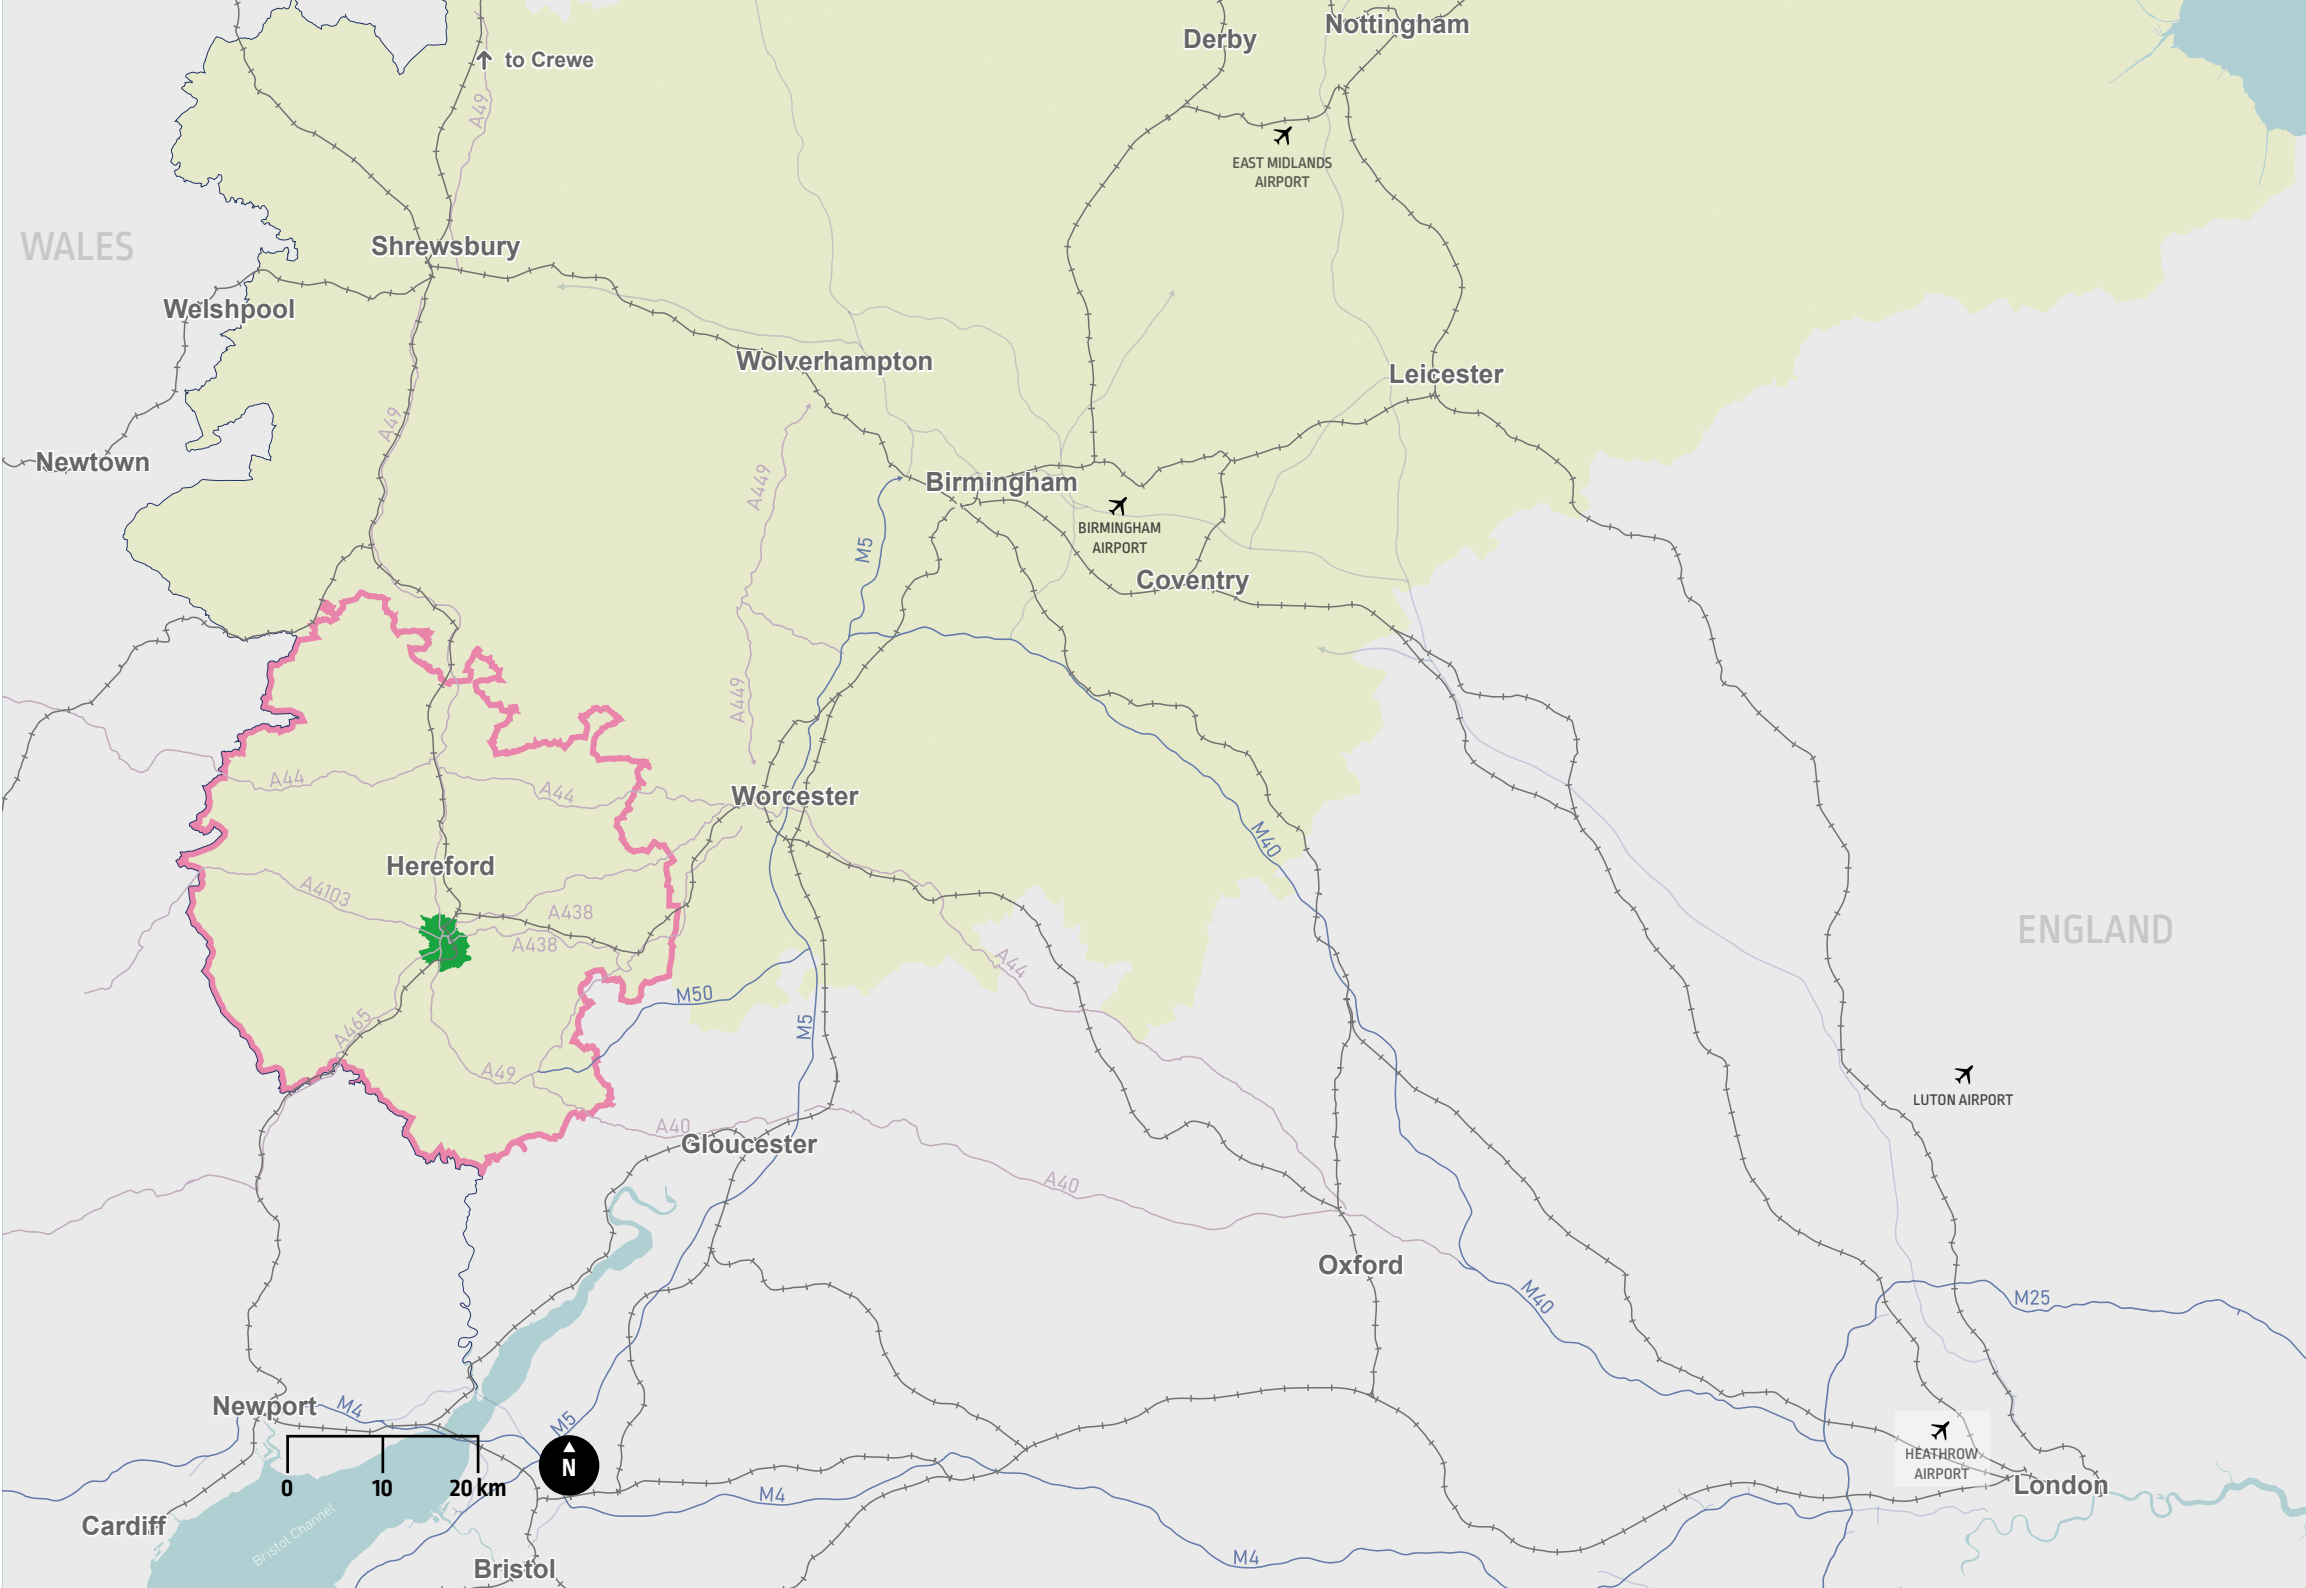 Nottingham
Derby
to Crewe
A49
EAST MIDLANDS
AIRPORT
WALES
Shrewsbury
Welshpool
Wolverhampton
Leicester
A49
Newtown
A449
Birmingham
BIRMINGHAM
AIRPORT
M5
Coventry
A449
A44
A44
Worcester
M40
Hereford
A4103
A438
A438
ENGLAND
A44
M50
A465
M5
A49
LUTON AIRPORT
A40
Gloucester
A40
Oxford
M40
M25
Newport
M4
M5
N
HEATHROW
AIRPORT
0
10
20 km
M4
London
Cardiff
Bristol Channel
M4
Bristol